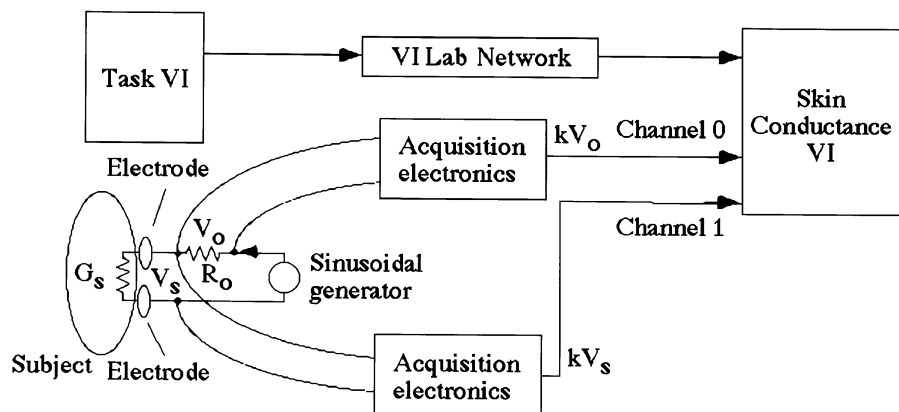 Task VI
VI Lab Network
Skin
Conductance
VI
Channel 0
kVo
Acquisition
electronics
Electrode
Vo
Ro
Gs
Vs
Sinusoidal
generator
Channel 1
Subject
Electrode
Acquisition
electronics
kVs